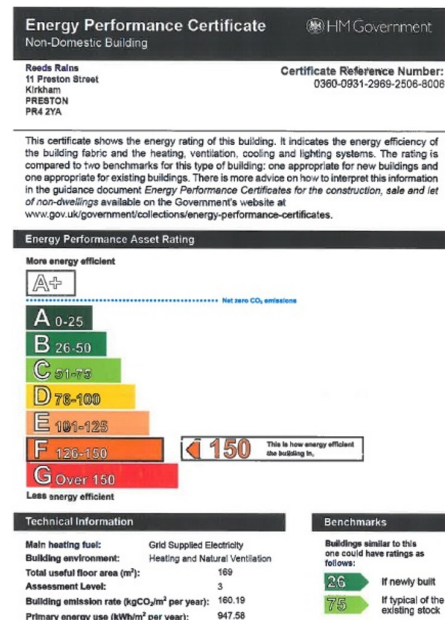 Energy Performance Certificate
HM Government
Non-Domestic Building
Reeds Rains
11 Preston Street
Kirkham
PRESTON
PR4 2YA
Certificate Reference Number:
0360-0931-2969-2506-8006
This certificate shows the energy rating of this building. It indicates the energy efficiency of
the building fabric and the heating, ventilation, cooling and lighting systems. The rating is
compared to two benchmarks for this type of building: one appropriate for new buildings and
one appropriate for existing buildings. There is more advice on how to interpret this information
in the guidance document Energy Performance Certificates for the construction, sale and let
of non-dwellings available on the Government's website at
www.gov.uk/government/collections/energy-performance-certificates.
Energy Performance Asset Rating
More energy efficient
A+
Net zero CO₂ emissions
A 0-25
B 26-50
C 51-75
D 76-100
E 101-125
F 126-150
150
This is how energy efficient
the building is.
G Over 150
Less energy efficient
Technical Information
Main heating fuel: Grid Supplied Electricity
Building environment: Heating and Natural Ventilation
Total useful floor area (m²): 169
Assessment Level: 3
Building emission rate (kgCO₂/m² per year): 160.19
Primary energy use (kWh/m² per year): 947.58
Benchmarks
Buildings similar to this
one could have ratings as
follows:
26 If newly built
75 If typical of the
existing stock